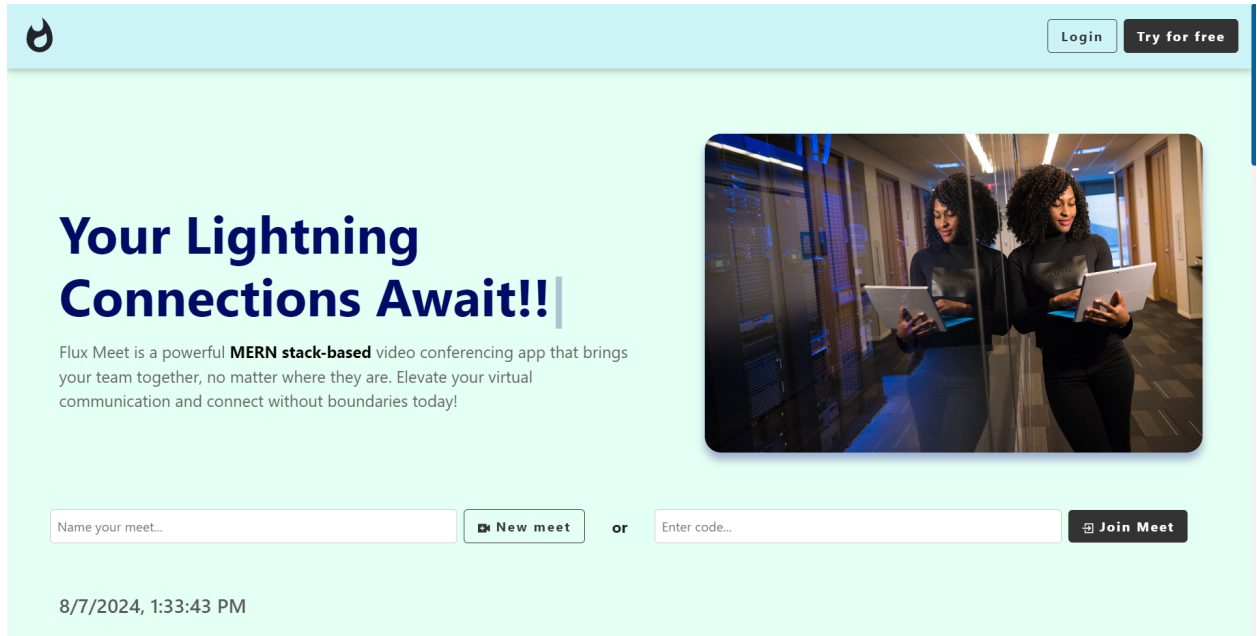 Login
Try for free
Your Lightning
Connections Await!!
Flux Meet is a powerful MERN stack-based video conferencing app that brings
your team together, no matter where they are. Elevate your virtual
communication and connect without boundaries today!
Name your meet...
New meet
or
Enter code...
Join Meet
8/7/2024, 1:33:43 PM